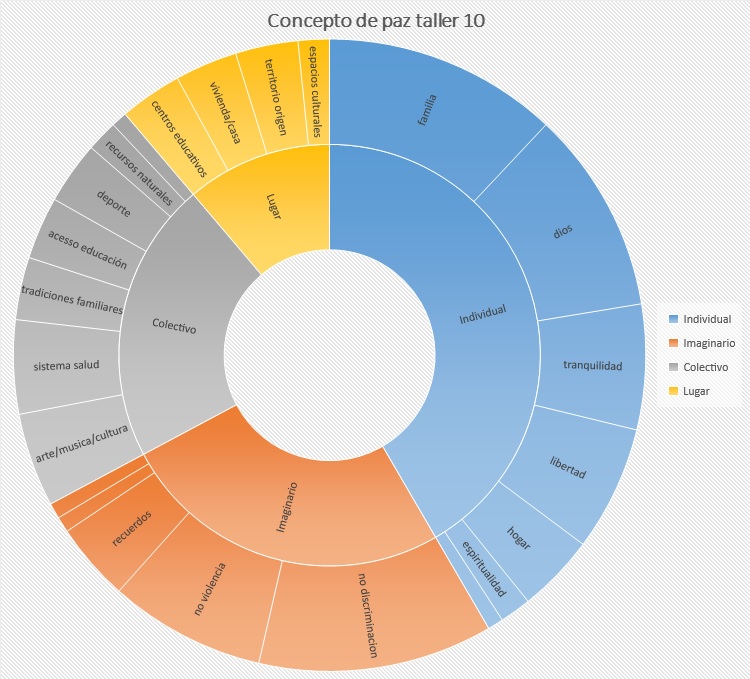 Concepto de paz taller 10
familia
dios
tranquilidad
libertad
hogar
espiritualidad
no discriminacion
no violencia
recuerdos
arte/musica/cultura
sistema salud
tradiciones familiares
acesso educación
deporte
recursos naturales
centros educativos
vivienda/casa
territorio origen
espacios culturales
Individual
Imaginario
Colectivo
Lugar
Individual
Imaginario
Colectivo
Lugar